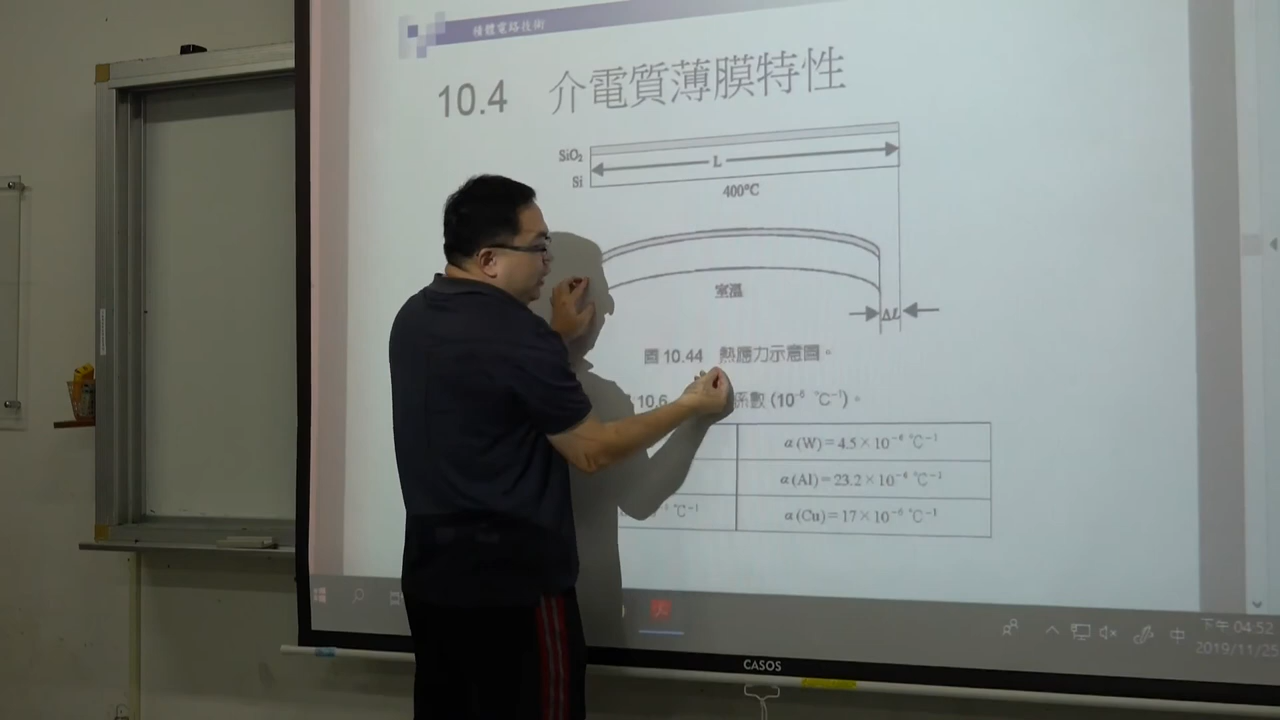 積體電路技術
10.4 介電質薄膜特性
SiO₂
L
Si
400°C
室溫
ΔL
圖 10.44 熱應力示意圖。
10.6 係數 (10⁻⁶ °C⁻¹)。
α(W)=4.5×10⁻⁶ °C⁻¹
α(Al)=23.2×10⁻⁶ °C⁻¹
°C⁻¹ α(Cu)=17×10⁻⁶ °C⁻¹
中 下午 04:52
2019/11/25
CASOS